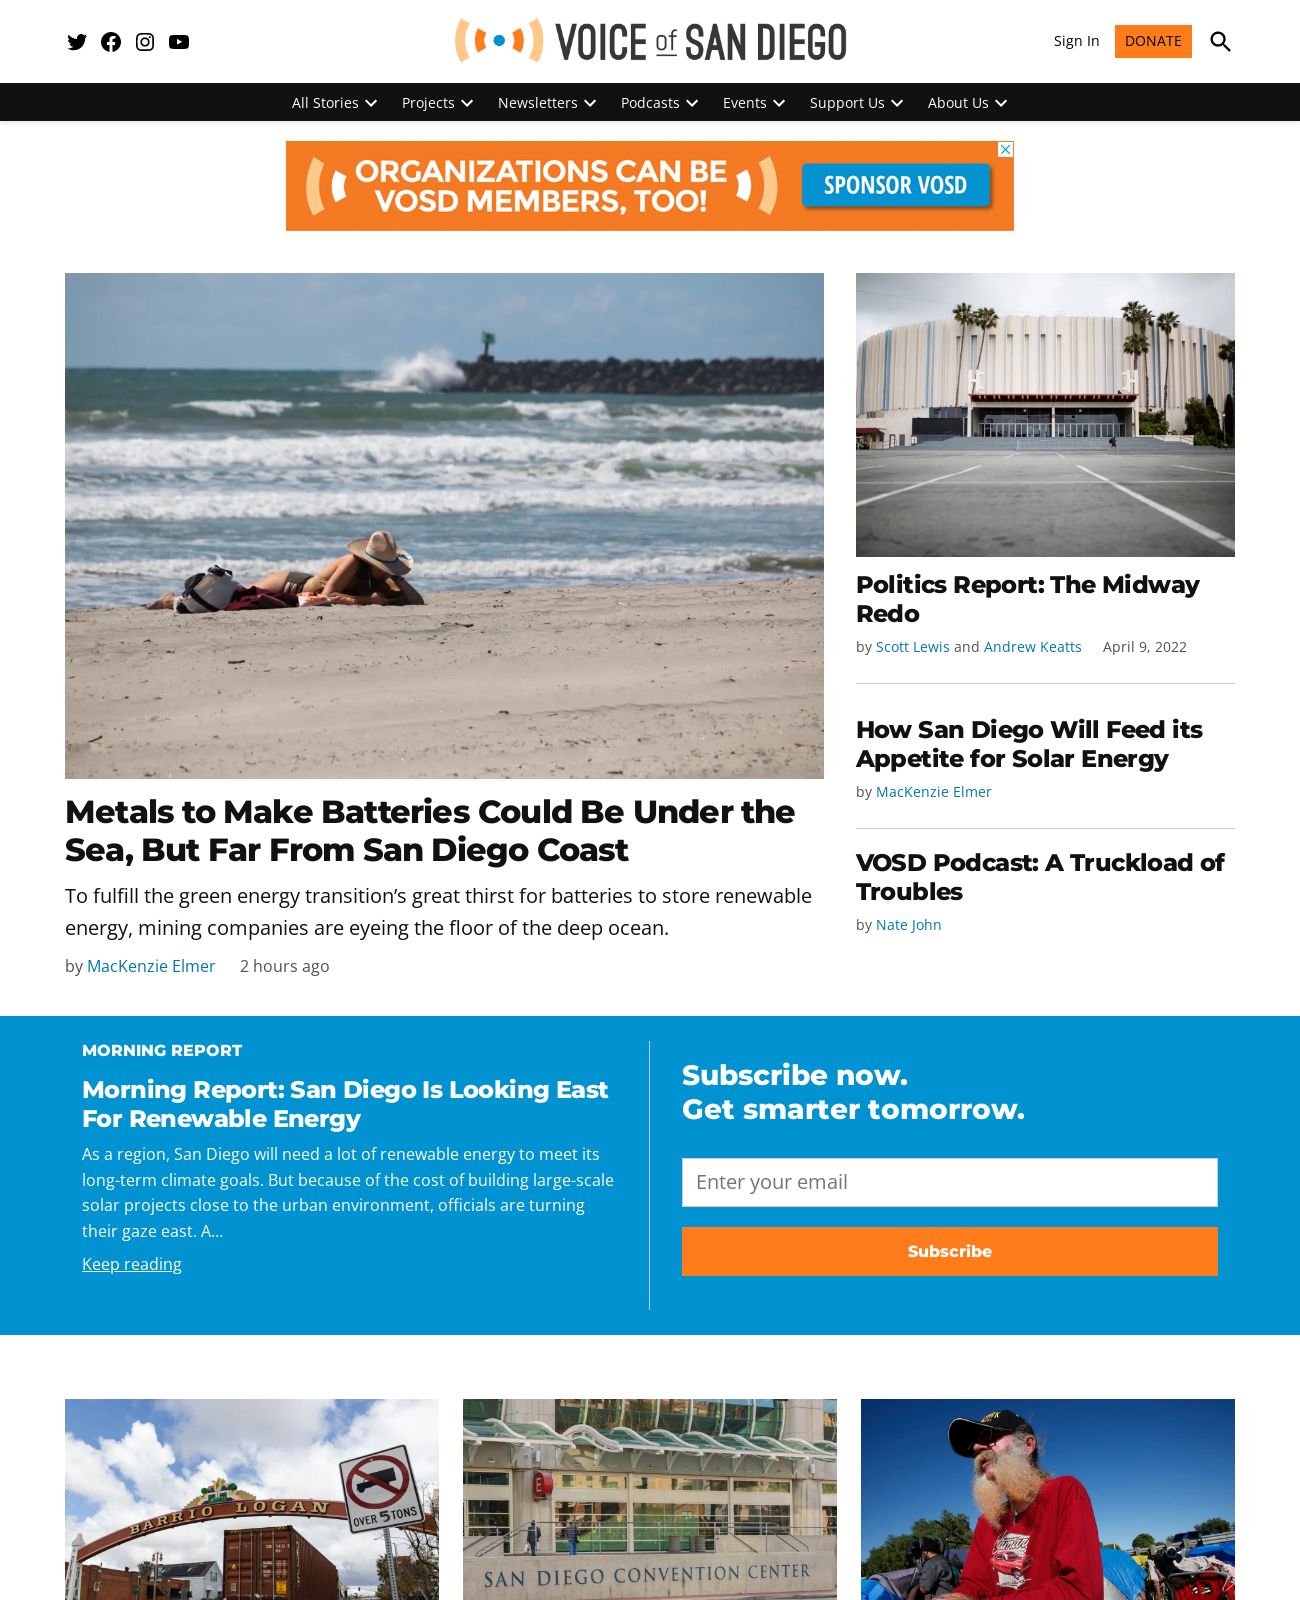 VOICE of SAN DIEGO
Sign In
DONATE
All Stories
Projects
Newsletters
Podcasts
Events
Support Us
About Us
ORGANIZATIONS CAN BE
VOSD MEMBERS, TOO!
SPONSOR VOSD
Metals to Make Batteries Could Be Under the
Sea, But Far From San Diego Coast
To fulfill the green energy transition’s great thirst for batteries to store renewable
energy, mining companies are eyeing the floor of the deep ocean.
by MacKenzie Elmer 2 hours ago
Politics Report: The Midway
Redo
by Scott Lewis and Andrew Keatts April 9, 2022
How San Diego Will Feed its
Appetite for Solar Energy
by MacKenzie Elmer
VOSD Podcast: A Truckload of
Troubles
by Nate John
MORNING REPORT
Morning Report: San Diego Is Looking East
For Renewable Energy
As a region, San Diego will need a lot of renewable energy to meet its
long-term climate goals. But because of the cost of building large-scale
solar projects close to the urban environment, officials are turning
their gaze east. A...
Keep reading
Subscribe now.
Get smarter tomorrow.
Enter your email
Subscribe
BARRIO LOGAN
OVER 5 TONS
E
SAN DIEGO CONVENTION CENTER